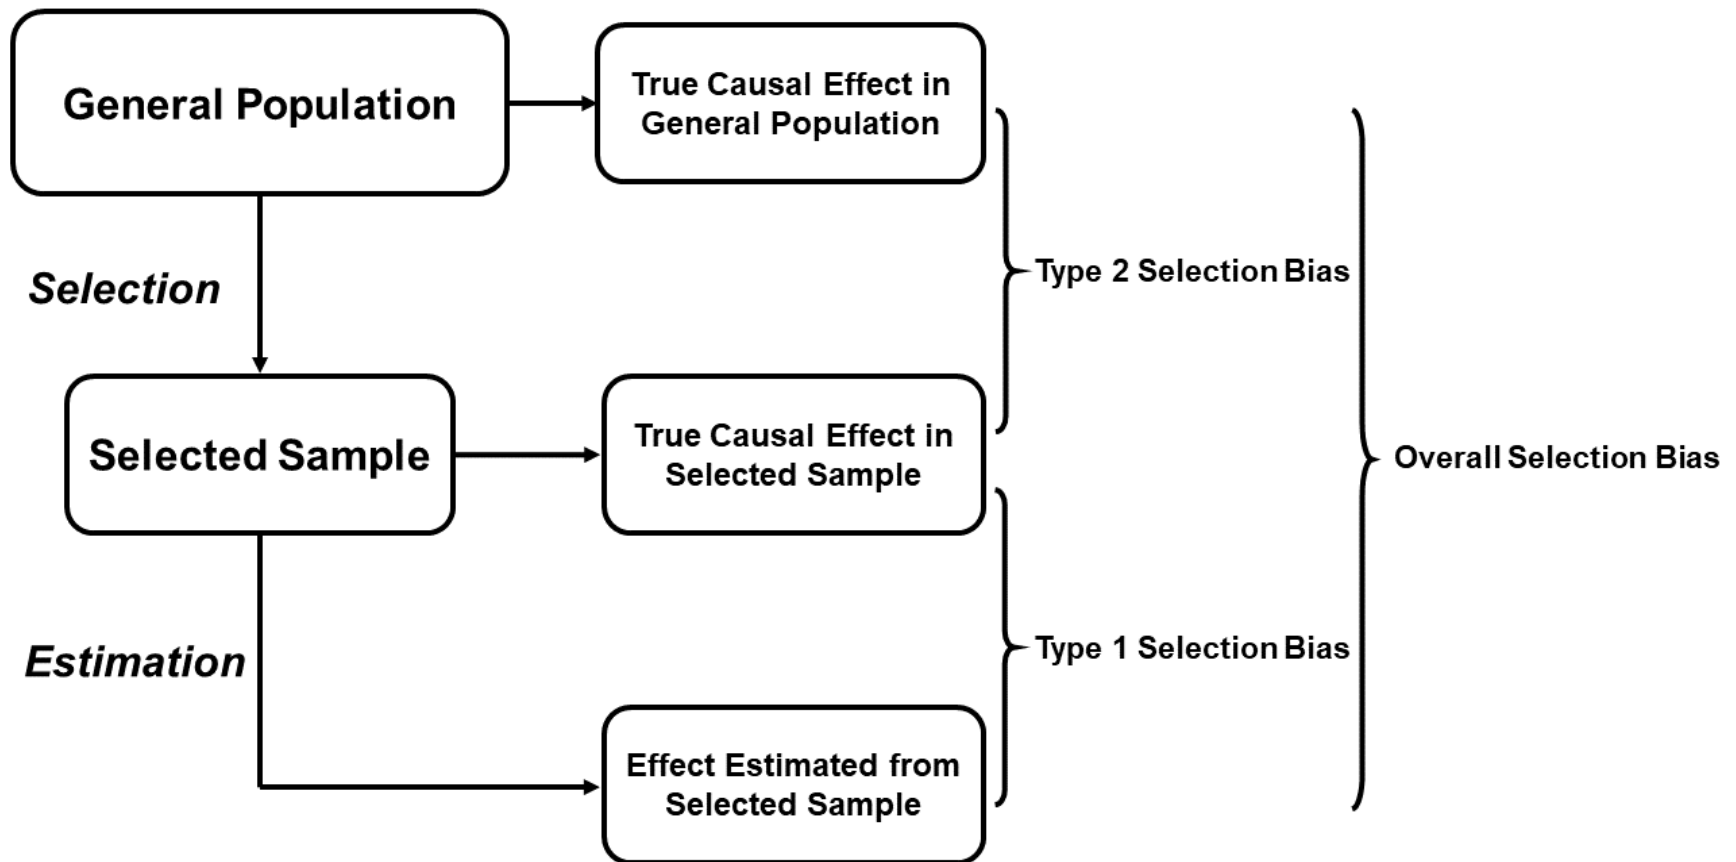 General Population
True Causal Effect in
General Population
Selection
Type 2 Selection Bias
Selected Sample
True Causal Effect in
Selected Sample
Overall Selection Bias
Estimation
Type 1 Selection Bias
Effect Estimated from
Selected Sample